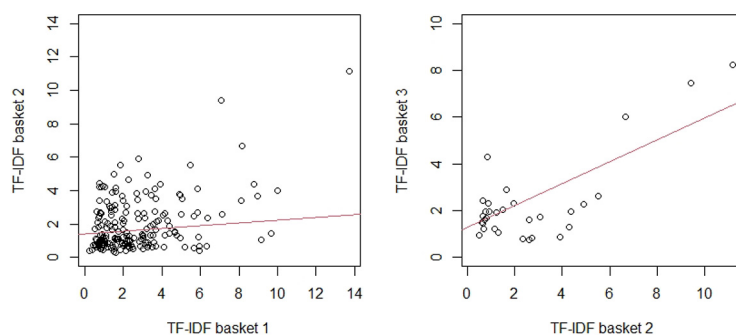 TF-IDF basket 2
14
12
10
8
6
4
2
0
0 2 4 6 8 10 12 14
TF-IDF basket 1
TF-IDF basket 3
10
8
6
4
2
0
0 2 4 6 8 10
TF-IDF basket 2